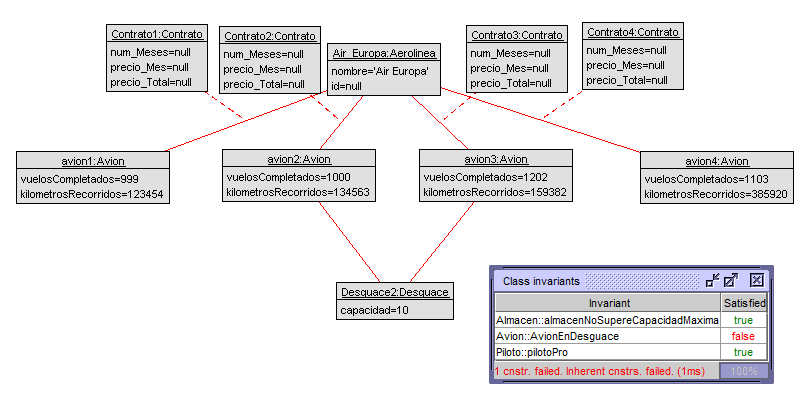 Contrato1:Contrato
num_Meses=null
precio_Mes=null
precio_Total=null
Contrato2:Contrato
num_Meses=null
precio_Mes=null
precio_Total=null
Air_Europa:Aerolinea
nombre='Air Europa'
id=null
Contrato3:Contrato
num_Meses=null
precio_Mes=null
precio_Total=null
Contrato4:Contrato
num_Meses=null
precio_Mes=null
precio_Total=null
avion1:Avion
vuelosCompletados=999
kilometrosRecorridos=123454
avion2:Avion
vuelosCompletados=1000
kilometrosRecorridos=134563
avion3:Avion
vuelosCompletados=1202
kilometrosRecorridos=159382
avion4:Avion
vuelosCompletados=1103
kilometrosRecorridos=385920
Desguace2:Desguace
capacidad=10
Class invariants
Invariant Satisfied
Almacen::almacenNoSupereCapacidadMaxima true
Avion::AvionEnDesguace false
Piloto::pilotoPro true
1 cnstr. failed. Inherent cnstrs. failed. (1ms) 100%